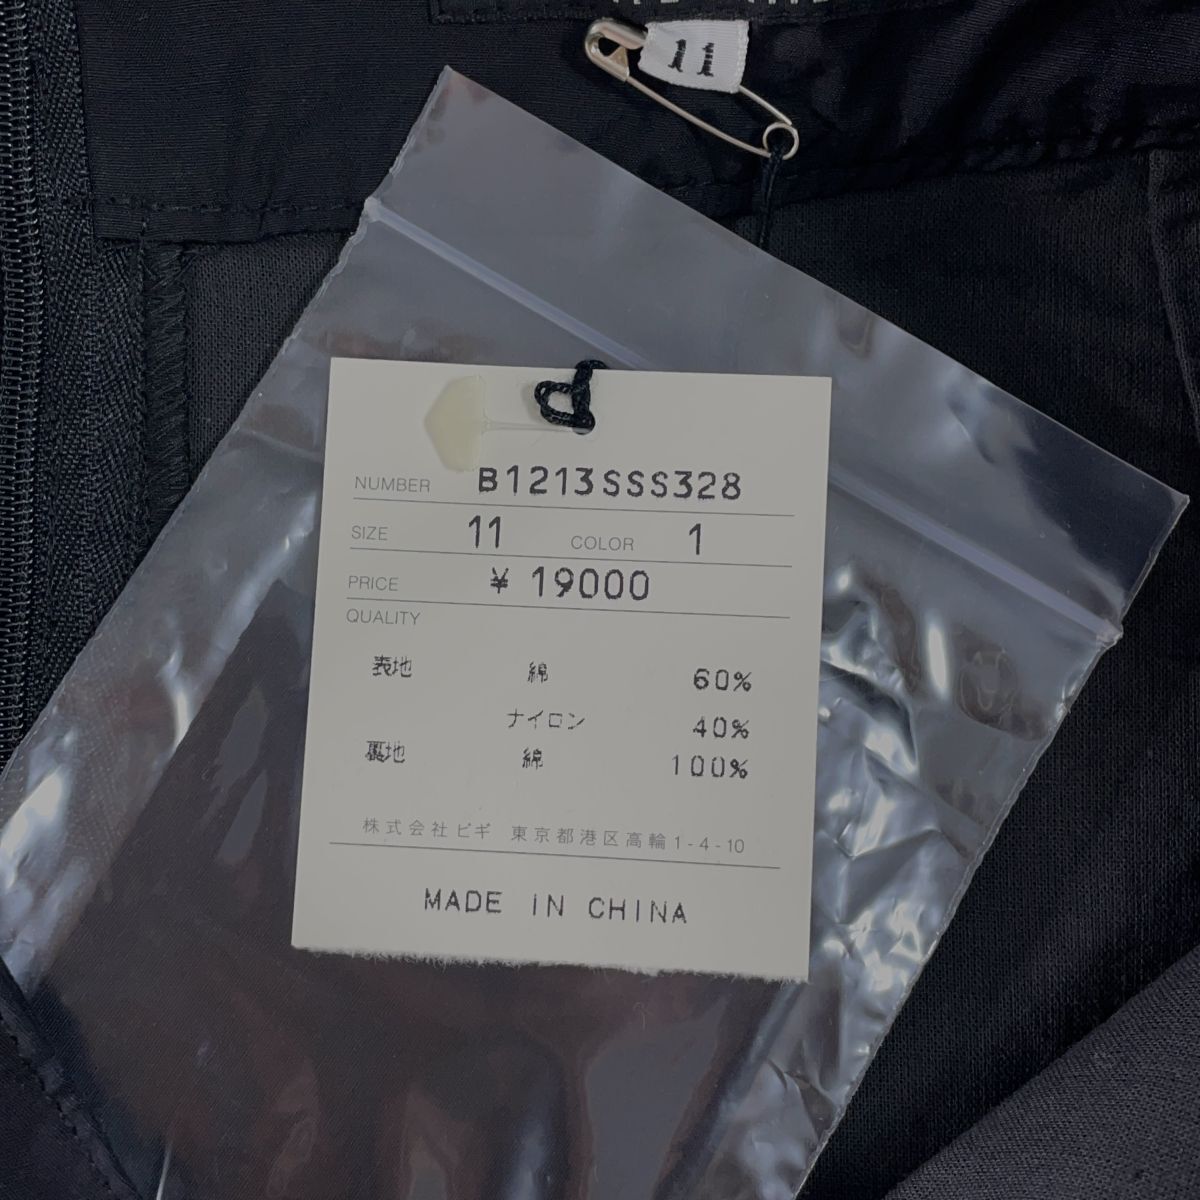 11
NUMBER B1213SSS328
SIZE 11 COLOR 1
PRICE ¥ 19000
QUALITY
表地 綿 60%
ナイロン 40%
裏地 綿 100%
株式会社ビギ 東京都港区高輪1-4-10
MADE IN CHINA